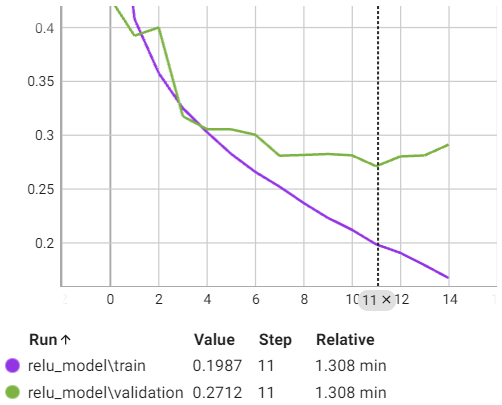 0.4
0.35
0.3
0.25
0.2
0 2 4 6 8 10 11 × 12 14
Run↑ Value Step Relative
relu_model\train 0.1987 11 1.308 min
relu_model\validation 0.2712 11 1.308 min